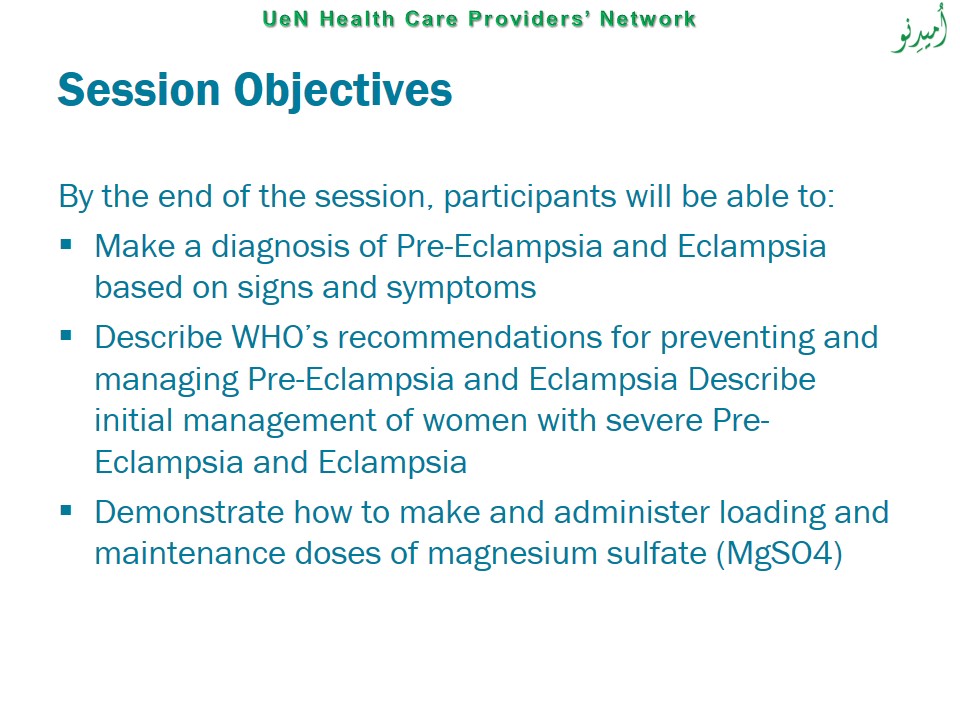 UeN Health Care Providers’ Network
اُمیدِنو
Session Objectives
By the end of the session, participants will be able to:
▪ Make a diagnosis of Pre-Eclampsia and Eclampsia
based on signs and symptoms
▪ Describe WHO’s recommendations for preventing and
managing Pre-Eclampsia and Eclampsia Describe
initial management of women with severe Pre-
Eclampsia and Eclampsia
▪ Demonstrate how to make and administer loading and
maintenance doses of magnesium sulfate (MgSO4)